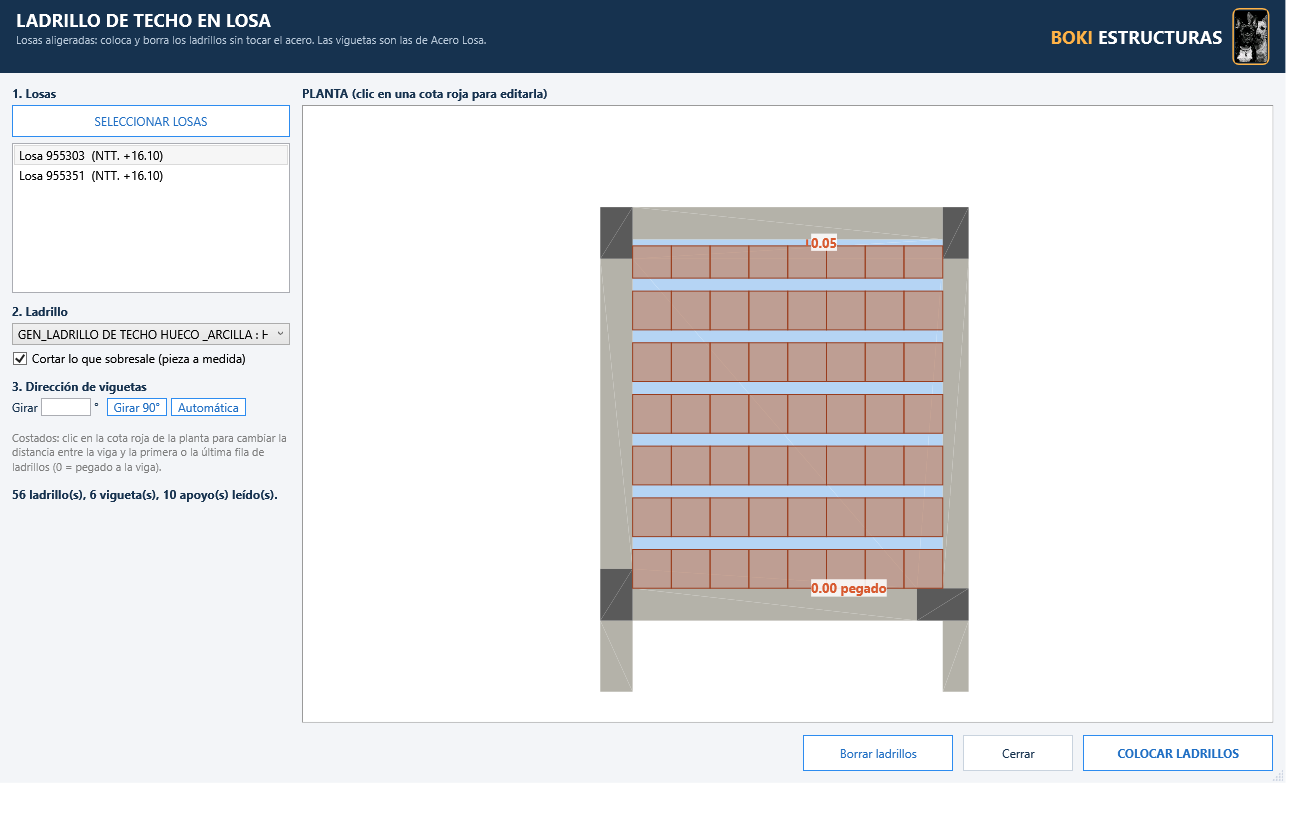 LADRILLO DE TECHO EN LOSA
Losas aligeradas: coloca y borra los ladrillos sin tocar el acero. Las viguetas son las de Acero Losa.
BOKI ESTRUCTURAS
1. Losas
SELECCIONAR LOSAS
Losa 955303 (NTT. +16.10)
Losa 955351 (NTT. +16.10)
2. Ladrillo
GEN_LADRILLO DE TECHO HUECO _ARCILLA : H
Cortar lo que sobresale (pieza a medida)
3. Dirección de viguetas
Girar ° Girar 90° Automática
Costados: clic en la cota roja de la planta para cambiar la
distancia entre la viga y la primera o la última fila de
ladrillos (0 = pegado a la viga).
56 ladrillo(s), 6 vigueta(s), 10 apoyo(s) leído(s).
PLANTA (clic en una cota roja para editarla)
0.05
0.00 pegado
Borrar ladrillos
Cerrar
COLOCAR LADRILLOS